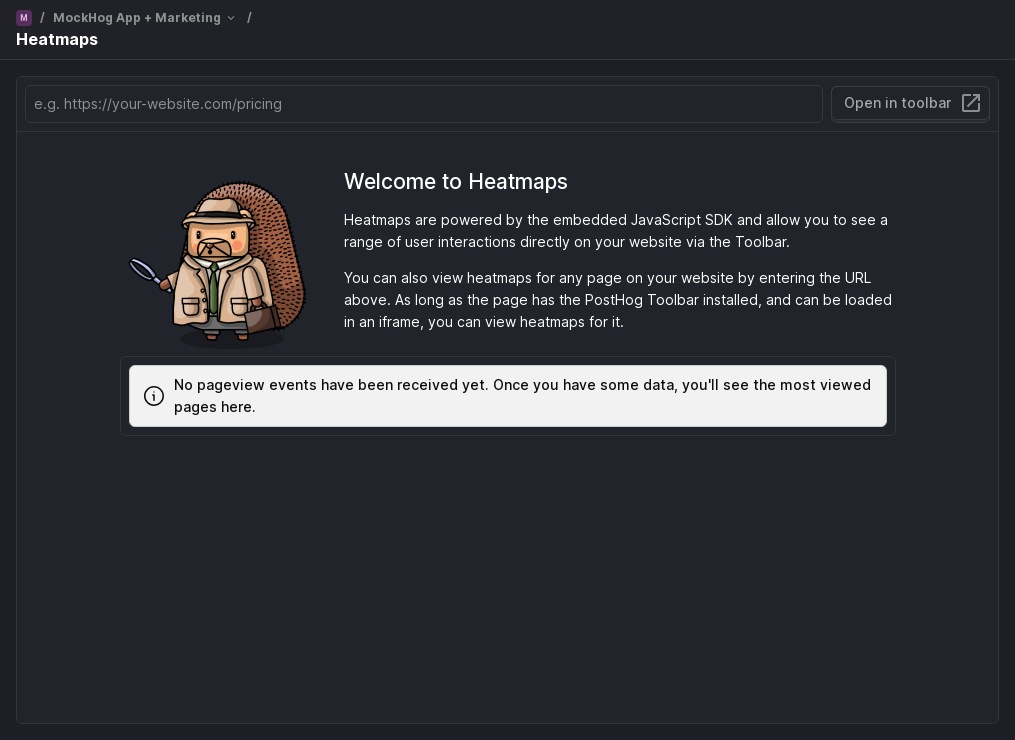 M / MockHog App + Marketing /
Heatmaps
e.g. https://your-website.com/pricing
Open in toolbar
Welcome to Heatmaps
Heatmaps are powered by the embedded JavaScript SDK and allow you to see a
range of user interactions directly on your website via the Toolbar.
You can also view heatmaps for any page on your website by entering the URL
above. As long as the page has the PostHog Toolbar installed, and can be loaded
in an iframe, you can view heatmaps for it.
No pageview events have been received yet. Once you have some data, you'll see the most viewed
pages here.